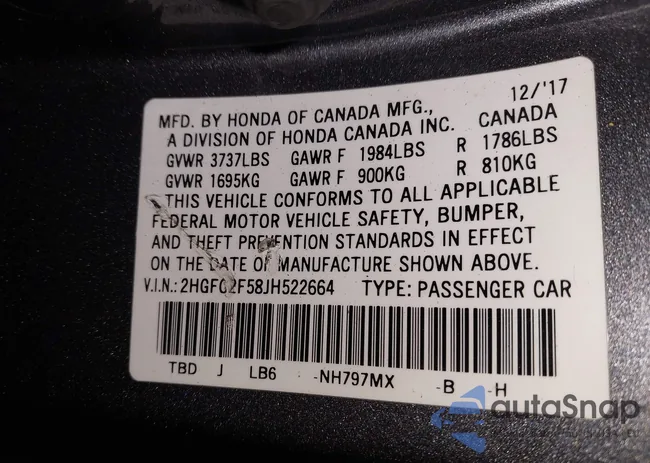 12/'17
MFD. BY HONDA OF CANADA MFG., CANADA
A DIVISION OF HONDA CANADA INC.
GVWR 3737LBS GAWR F 1984LBS R 1786LBS
GVWR 1695KG GAWR F 900KG R 810KG
THIS VEHICLE CONFORMS TO ALL APPLICABLE
FEDERAL MOTOR VEHICLE SAFETY, BUMPER,
AND THEFT PREVENTION STANDARDS IN EFFECT
ON THE DATE OF MANUFACTURE SHOWN ABOVE.
V.I.N.: 2HGFC2F58JH522664 TYPE: PASSENGER CAR
TBD J LB6 -NH797MX -B -H
autoSnap